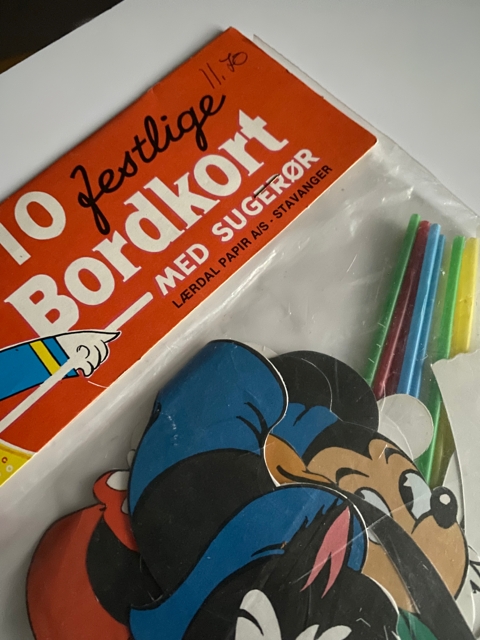 11,70
10 festlige
Bordkort
MED SUGERØR
LÆRDAL PAPIR A/S · STAVANGER